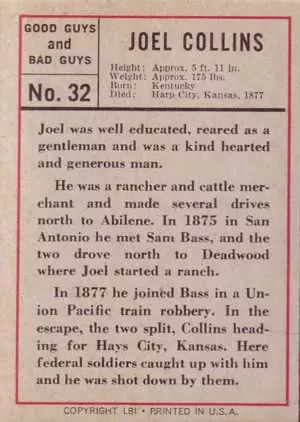 GOOD GUYS
and
BAD GUYS
No. 32
JOEL COLLINS
Height: Approx. 5 ft. 11 in.
Weight: Approx. 175 lbs.
Born: Kentucky
Died: Harp City, Kansas, 1877
Joel was well educated, reared as a
gentleman and was a kind hearted
and generous man.
He was a rancher and cattle mer-
chant and made several drives
north to Abilene. In 1875 in San
Antonio he met Sam Bass, and the
two drove north to Deadwood
where Joel started a ranch.
In 1877 he joined Bass in a Un-
ion Pacific train robbery. In the
escape, the two split, Collins head-
ing for Hays City, Kansas. Here
federal soldiers caught up with him
and he was shot down by them.
COPYRIGHT LBI • PRINTED IN U.S.A.